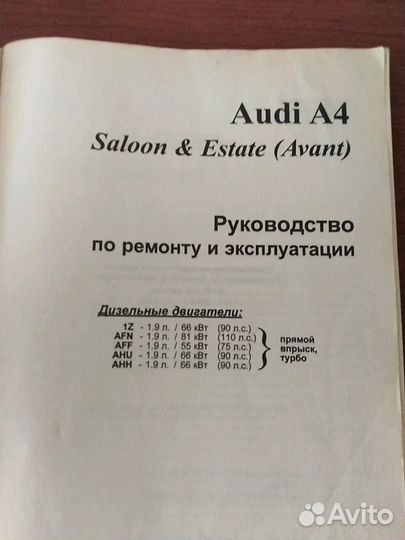 Audi A4
Saloon & Estate (Avant)
Руководство
по ремонту и эксплуатации
Дизельные двигатели:
1Z - 1.9 л. / 66 кВт (90 л.с.)
AFN - 1.9 л. / 81 кВт (110 л.с.)
AFF - 1.9 л. / 55 кВт (75 л.с.)
AHU - 1.9 л. / 66 кВт (90 л.с.)
AHH - 1.9 л. / 66 кВт (90 л.с.)
прямой
впрыск,
турбо
Avito